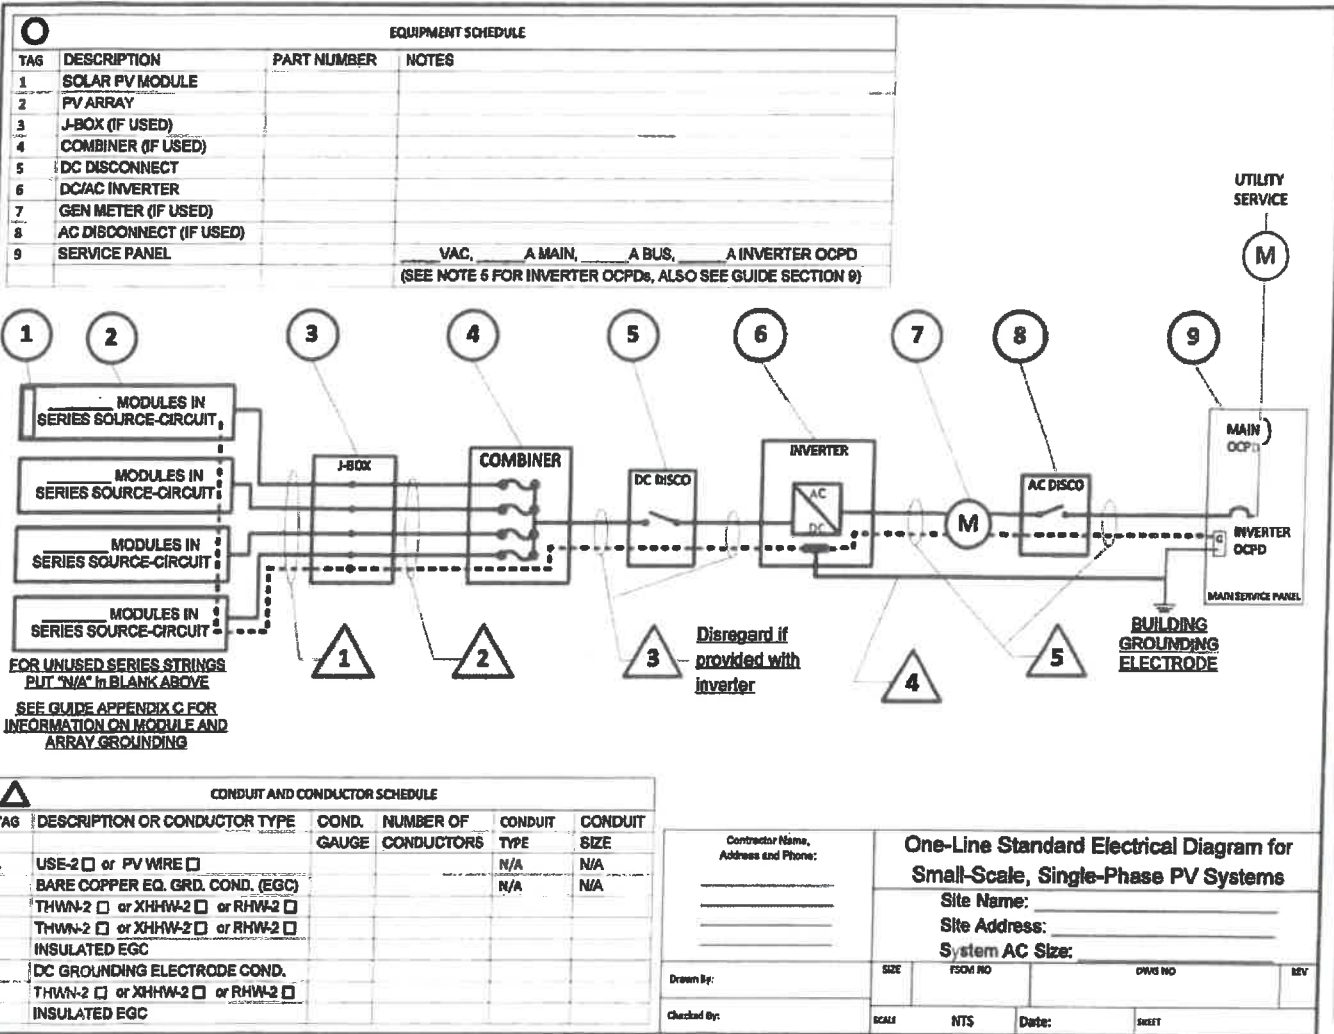 EQUIPMENT SCHEDULE
TAG DESCRIPTION PART NUMBER NOTES
1 SOLAR PV MODULE
2 PV ARRAY
3 J-BOX (IF USED)
4 COMBINER (IF USED)
5 DC DISCONNECT
6 DC/AC INVERTER
7 GEN METER (IF USED)
8 AC DISCONNECT (IF USED)
9 SERVICE PANEL ____VAC, ____A MAIN, ____A BUS, ____A INVERTER OCPD
(SEE NOTE 5 FOR INVERTER OCPDs, ALSO SEE GUIDE SECTION 9)
UTILITY
SERVICE
M
1 2 3 4 5 6 7 8 9
____ MODULES IN
SERIES SOURCE-CIRCUIT
____ MODULES IN
SERIES SOURCE-CIRCUIT
____ MODULES IN
SERIES SOURCE-CIRCUIT
____ MODULES IN
SERIES SOURCE-CIRCUIT
J-BOX
COMBINER
DC DISCO
INVERTER
AC
DC
M
AC DISCO
MAIN
OCPD
INVERTER
OCPD
G
MAIN SERVICE PANEL
BUILDING
GROUNDING
ELECTRODE
1
2
3
Disregard if
provided with
inverter
4
5
FOR UNUSED SERIES STRINGS
PUT "N/A" in BLANK ABOVE
SEE GUIDE APPENDIX C FOR
INFORMATION ON MODULE AND
ARRAY GROUNDING
CONDUIT AND CONDUCTOR SCHEDULE
TAG DESCRIPTION OR CONDUCTOR TYPE COND. NUMBER OF CONDUIT CONDUIT
GAUGE CONDUCTORS TYPE SIZE
USE-2 ☐ or PV WIRE ☐ N/A N/A
BARE COPPER EQ. GRD. COND. (EGC) N/A N/A
THWN-2 ☐ or XHHW-2 ☐ or RHW-2 ☐
THWN-2 ☐ or XHHW-2 ☐ or RHW-2 ☐
INSULATED EGC
DC GROUNDING ELECTRODE COND.
THWN-2 ☐ or XHHW-2 ☐ or RHW-2 ☐
INSULATED EGC
Contractor Name,
Address and Phone:
Drawn By:
Checked By:
One-Line Standard Electrical Diagram for
Small-Scale, Single-Phase PV Systems
Site Name:
Site Address:
System AC Size:
SIZE FSCM NO DWG NO REV
SCALE NTS Date: SHEET